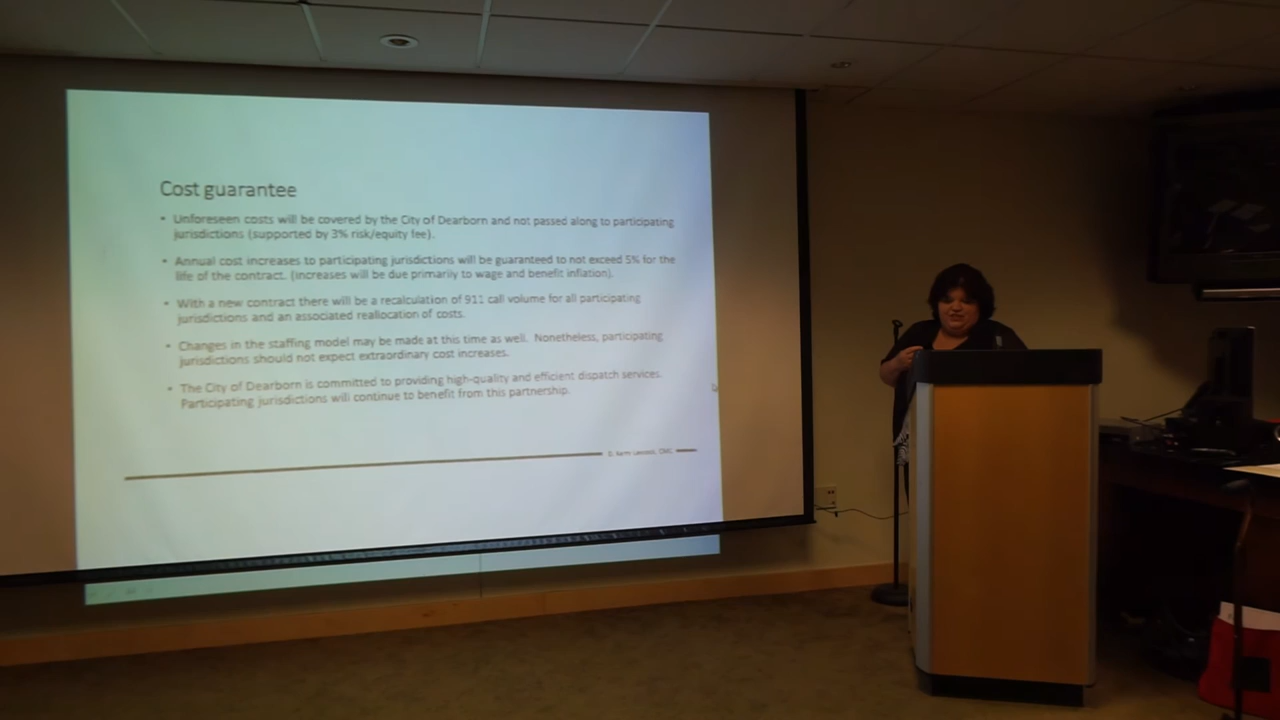 Cost guarantee
• Unforeseen costs will be covered by the City of Dearborn and not passed along to participating
jurisdictions (supported by 3% risk/equity fee).
• Annual cost increases to participating jurisdictions will be guaranteed to not exceed 5% for the
life of the contract. (Increases will be due primarily to wage and benefit inflation).
• With a new contract there will be a recalculation of 911 call volume for all participating
jurisdictions and an associated reallocation of costs.
• Changes in the staffing model may be made at this time as well. Nonetheless, participating
jurisdictions should not expect extraordinary cost increases.
• The City of Dearborn is committed to providing high-quality and efficient dispatch services.
Participating jurisdictions will continue to benefit from this partnership.